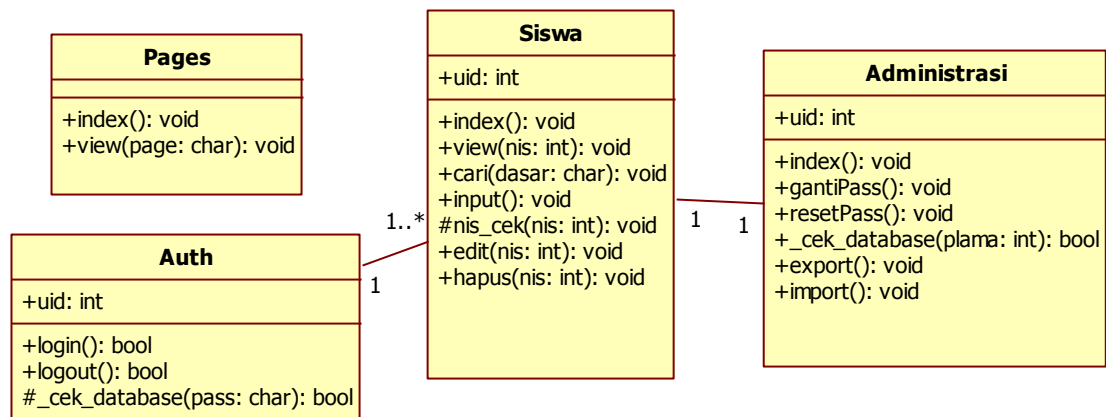 Pages
+index(): void
+view(page: char): void
Siswa
+uid: int
+index(): void
+view(nis: int): void
+cari(dasar: char): void
+input(): void
#nis_cek(nis: int): void
+edit(nis: int): void
+hapus(nis: int): void
Administrasi
+uid: int
+index(): void
+gantiPass(): void
+resetPass(): void
+_cek_database(plama: int): bool
+export(): void
+import(): void
1..*
1
1
1
Auth
+uid: int
+login(): bool
+logout(): bool
#_cek_database(pass: char): bool